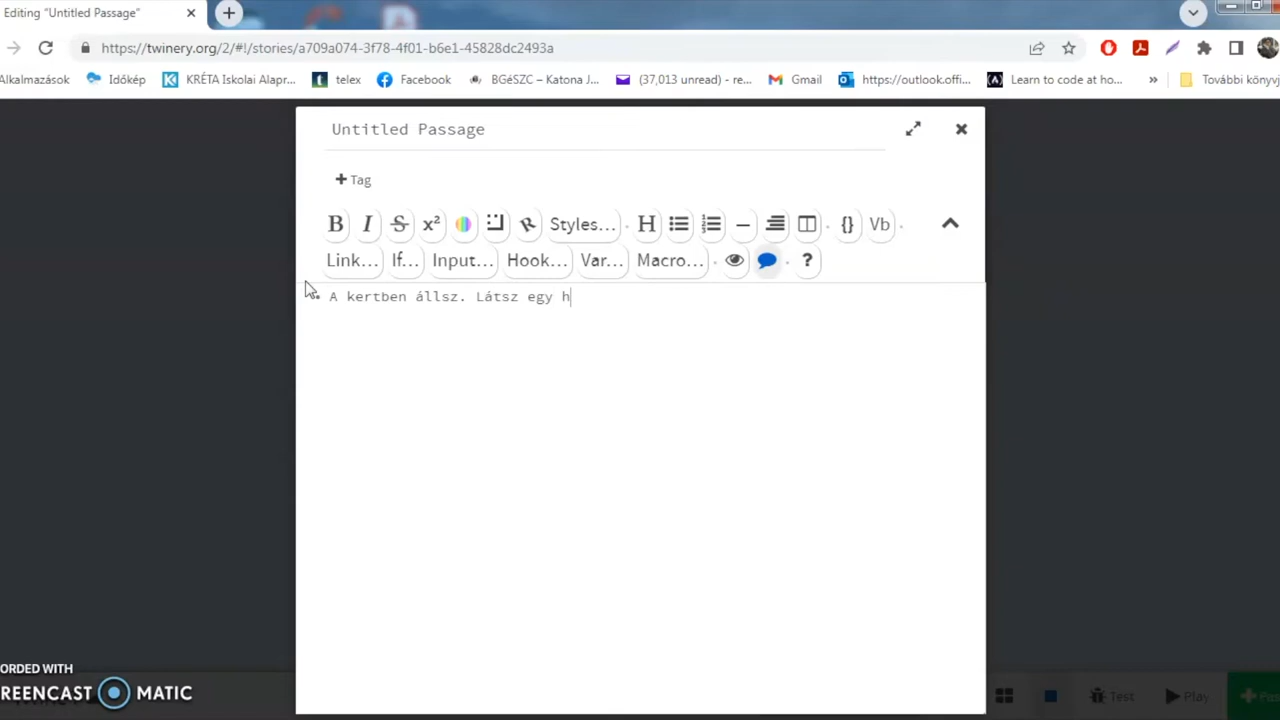 Editing "Untitled Passage"
https://twinery.org/2/#!/stories/a709a074-3f78-4f01-b6e1-45828dc2493a
Alkalmazások Időkép KRÉTA Iskolai Alapr... telex Facebook BGéSZC – Katona J... (37,013 unread) - re... Gmail https://outlook.offi... Learn to code at ho... » További könyvj
Untitled Passage
+ Tag
B I S x² Styles... H {} Vb
Link... If... Input... Hook... Var... Macro... ?
A kertben állsz. Látsz egy h
ORDED WITH
REENCAST MATIC
Test Play + Pas